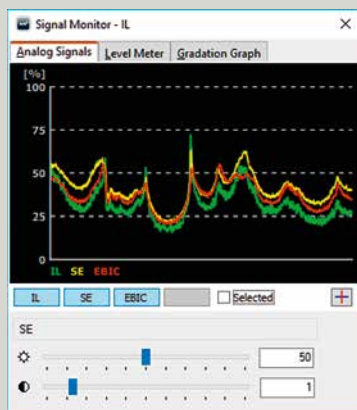 Signal Monitor - IL
Analog Signals Level Meter Gradation Graph
[%]
100
75
50
25
0
IL SE EBIC
IL SE EBIC Selected
SE
50
1